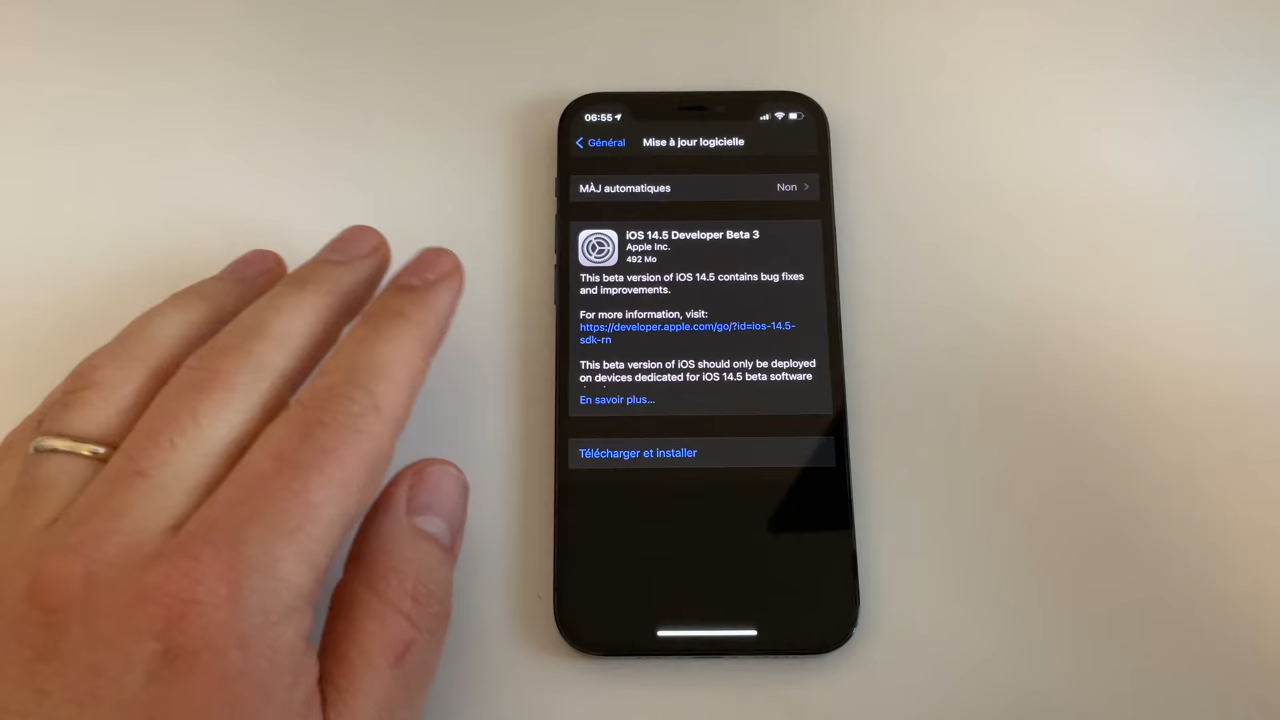 06:55
Général
Mise à jour logicielle
MÀJ automatiques
Non
iOS 14.5 Developer Beta 3
Apple Inc.
492 Mo
This beta version of iOS 14.5 contains bug fixes
and improvements.
For more information, visit:
https://developer.apple.com/go/?id=ios-14.5-
sdk-rn
This beta version of iOS should only be deployed
on devices dedicated for iOS 14.5 beta software
En savoir plus...
Télécharger et installer